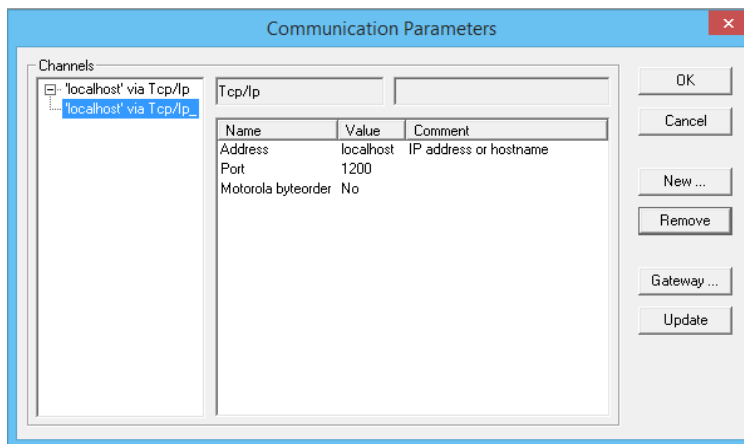 Communication Parameters
x
Channels
'localhost' via Tcp/Ip
'localhost' via Tcp/Ip_
Tcp/Ip
Name Value Comment
Address localhost IP address or hostname
Port 1200
Motorola byteorder No
OK
Cancel
New ...
Remove
Gateway ...
Update